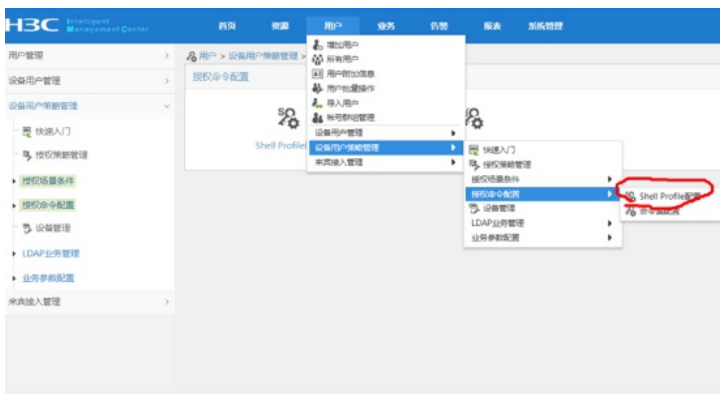 H3C Intelligent Management Center
首页 资源 用户 业务 告警 报表 系统管理
用户管理
设备用户管理
设备用户策略管理
快速入门
授权策略管理
授权场景条件
授权命令配置
设备管理
LDAP业务管理
业务参数配置
来宾接入管理
用户 > 设备用户策略管理 >
授权命令配置
Shell Profile
增加用户
所有用户
用户附加信息
用户批量操作
导入用户
帐号群组管理
设备用户管理
设备用户策略管理
来宾接入管理
快速入门
授权策略管理
授权场景条件
授权命令配置
设备管理
LDAP业务管理
业务参数配置
Shell Profile配置
命令集配置